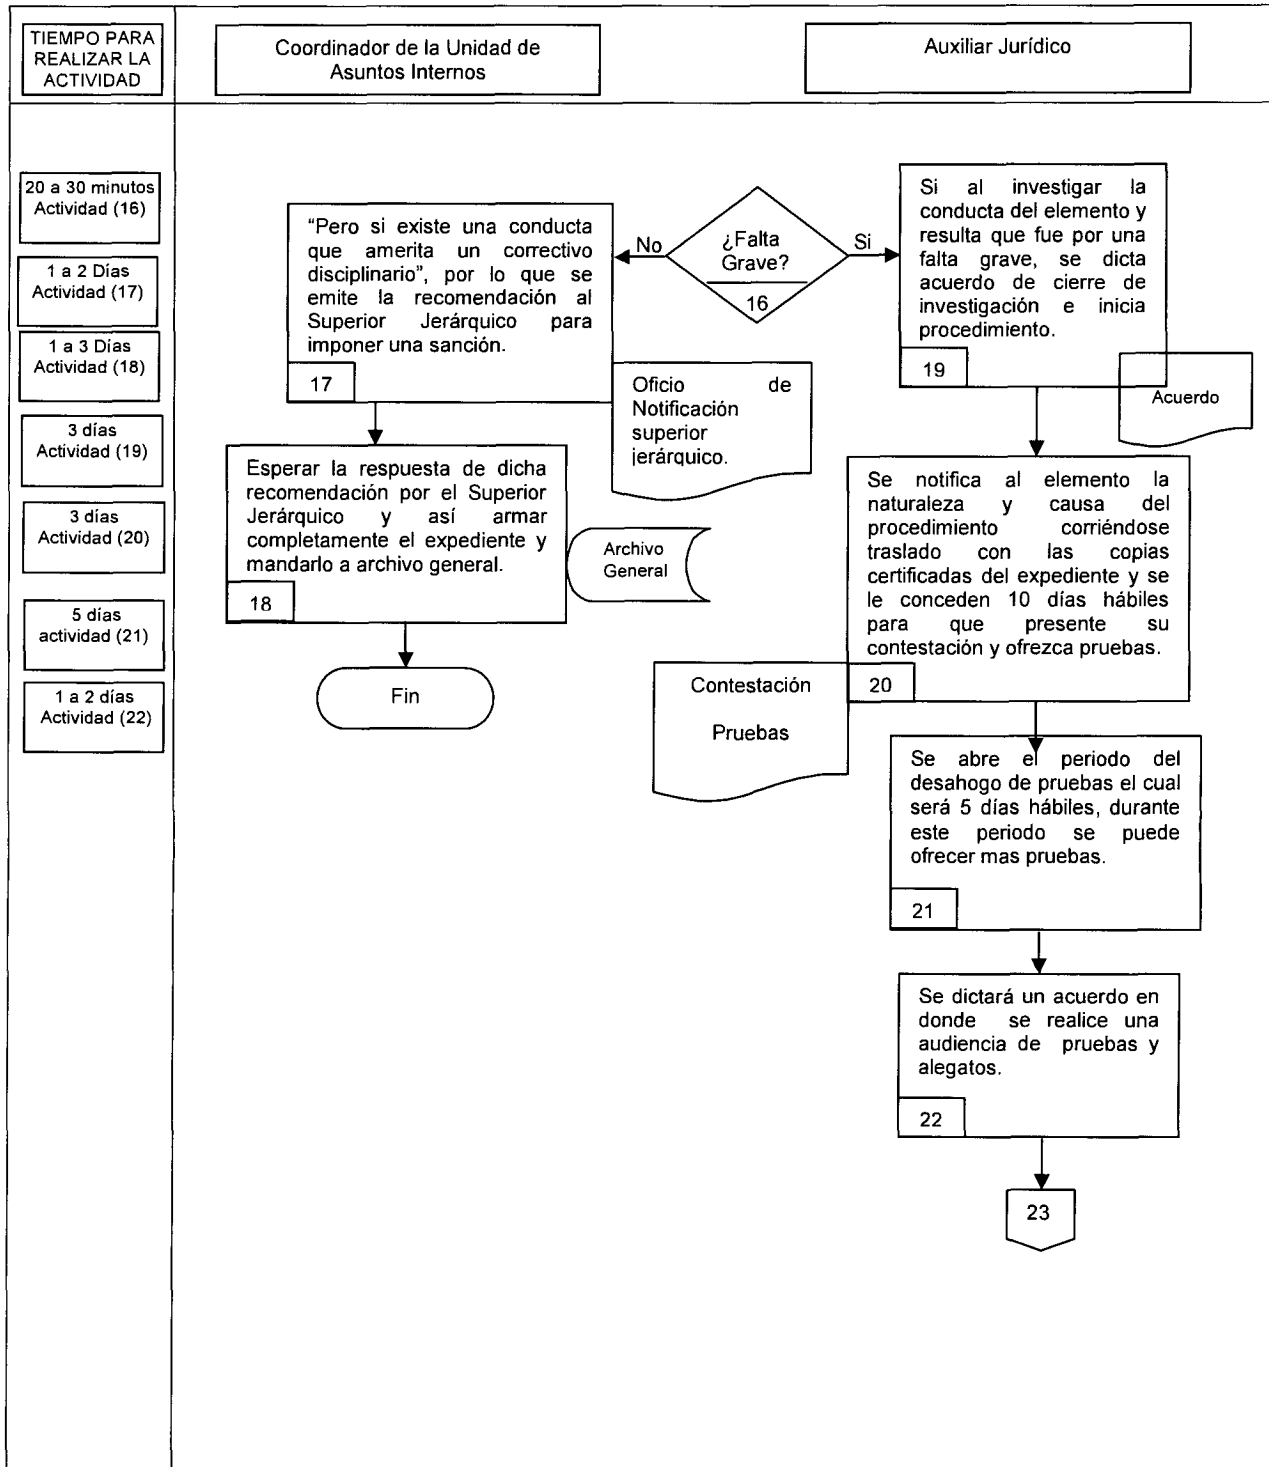 TIEMPO PARA
REALIZAR LA
ACTIVIDAD
Coordinador de la Unidad de
Asuntos Internos
Auxiliar Jurídico
20 a 30 minutos
Actividad (16)
1 a 2 Días
Actividad (17)
1 a 3 Días
Actividad (18)
3 días
Actividad (19)
3 días
Actividad (20)
5 días
actividad (21)
1 a 2 días
Actividad (22)
¿Falta
Grave?
16
No
Si
"Pero si existe una conducta
que amerita un correctivo
disciplinario", por lo que se
emite la recomendación al
Superior Jerárquico para
imponer una sanción.
17
Oficio de
Notificación
superior
jerárquico.
Esperar la respuesta de dicha
recomendación por el Superior
Jerárquico y así armar
completamente el expediente y
mandarlo a archivo general.
18
Archivo
General
Fin
Si al investigar la
conducta del elemento y
resulta que fue por una
falta grave, se dicta
acuerdo de cierre de
investigación e inicia
procedimiento.
19
Acuerdo
Se notifica al elemento la
naturaleza y causa del
procedimiento corriéndose
traslado con las copias
certificadas del expediente y se
le conceden 10 días hábiles
para que presente su
contestación y ofrezca pruebas.
20
Contestación
Pruebas
Se abre el periodo del
desahogo de pruebas el cual
será 5 días hábiles, durante
este periodo se puede
ofrecer mas pruebas.
21
Se dictará un acuerdo en
donde se realice una
audiencia de pruebas y
alegatos.
22
23